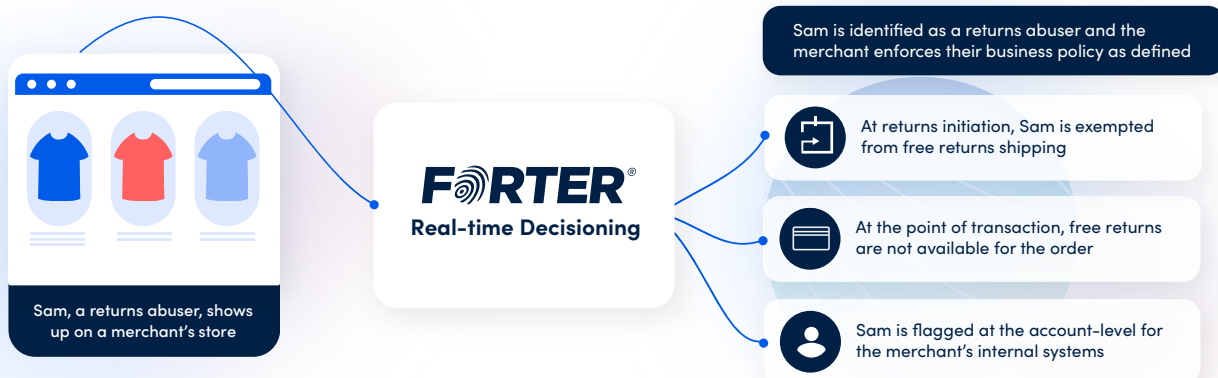 Sam, a returns abuser, shows
up on a merchant's store
FORTER®
Real-time Decisioning
Sam is identified as a returns abuser and the
merchant enforces their business policy as defined
At returns initiation, Sam is exempted
from free returns shipping
At the point of transaction, free returns
are not available for the order
Sam is flagged at the account-level for
the merchant's internal systems